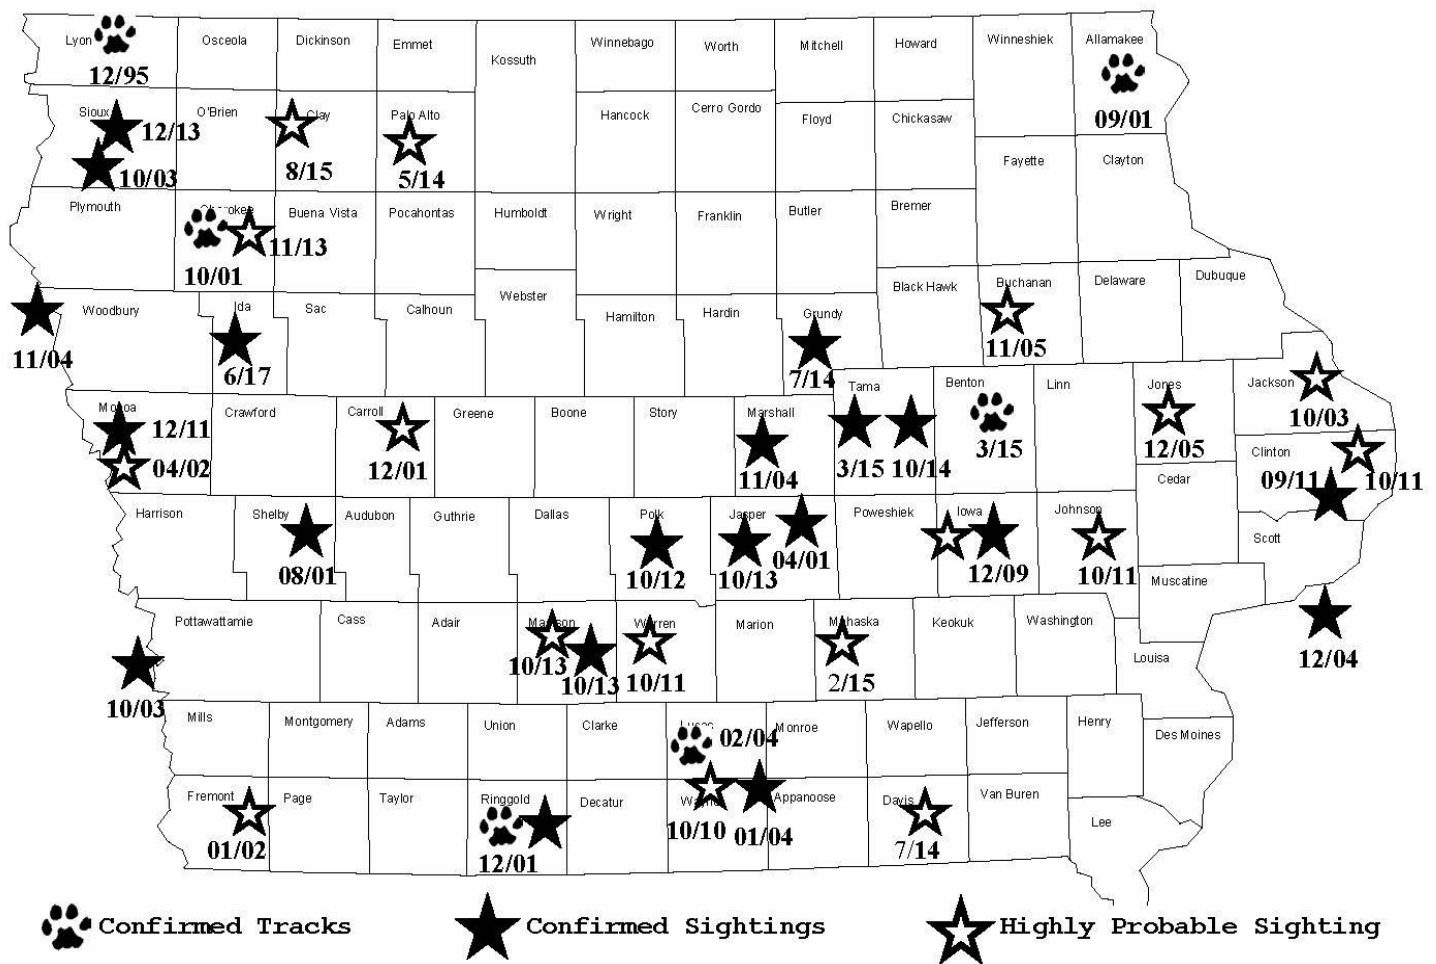 Lyon Osceola Dickinson Emmet Kossuth Winnebago Worth Mitchell Howard Winneshiek Allamakee
12/95
09/01
Sioux O'Brien Clay Palo Alto Hancock Cerro Gordo Floyd Chickasaw
12/13
10/03 8/15 5/14
Fayette Clayton
Plymouth Buena Vista Pocahontas Humboldt Wright Franklin Butler Bremer
11/13
10/01
Woodbury Ida Sac Calhoun Webster Hamilton Hardin Grundy Black Hawk Buchanan Delaware Dubuque
11/04 6/17 7/14 11/05
Crawford Carroll Greene Boone Story Marshall Tama Benton Linn Jones Jackson
12/11 10/03
04/02 12/01 11/04 3/15 10/14 3/15 12/05
Clinton
09/11 10/11
Cedar
Harrison Shelby Audubon Guthrie Dallas Polk Jasper Poweshiek Iowa Johnson Scott
04/01
08/01 10/12 10/13 12/09 10/11
Muscatine
Pottawattamie Cass Adair Madison Warren Marion Mahaska Keokuk Washington
Louisa
12/04
10/03 10/13 10/13 10/11 2/15
Mills Montgomery Adams Union Clarke Lucas Monroe Wapello Jefferson Henry Des Moines
02/04
Fremont Page Taylor Ringgold Decatur Wayne Appanoose Davis Van Buren Lee
01/02 12/01 10/10 01/04 7/14
Confirmed Tracks Confirmed Sightings Highly Probable Sighting